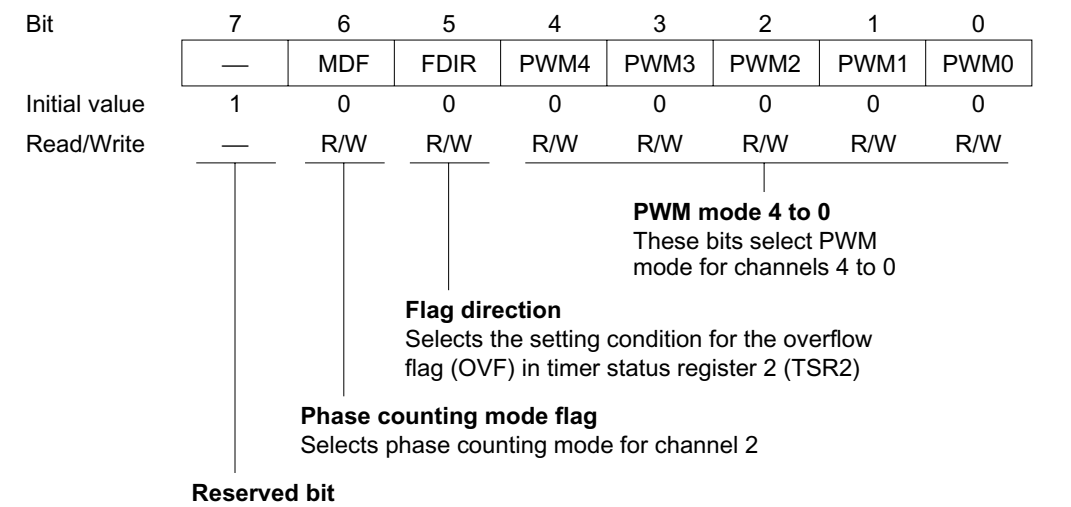 Bit 7 6 5 4 3 2 1 0
— MDF FDIR PWM4 PWM3 PWM2 PWM1 PWM0
Initial value 1 0 0 0 0 0 0 0
Read/Write — R/W R/W R/W R/W R/W R/W R/W
PWM mode 4 to 0
These bits select PWM
mode for channels 4 to 0
Flag direction
Selects the setting condition for the overflow
flag (OVF) in timer status register 2 (TSR2)
Phase counting mode flag
Selects phase counting mode for channel 2
Reserved bit